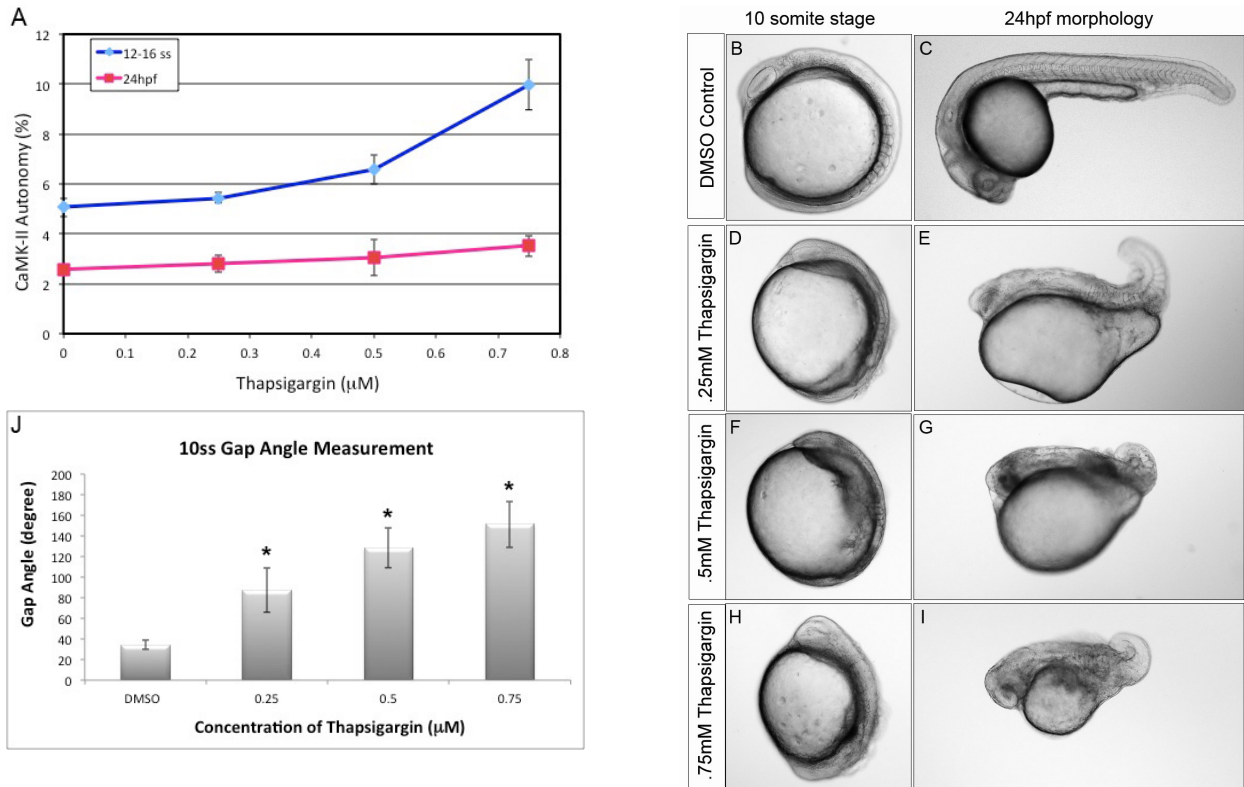 A
12
10
8
6
4
2
0
12-16 ss
24hpf
CaMK-II Autonomy (%)
0 0.1 0.2 0.3 0.4 0.5 0.6 0.7 0.8
Thapsigargin (μM)
J
10ss Gap Angle Measurement
200
180
160
140
120
100
80
60
40
20
0
Gap Angle (degree)
*
*
*
DMSO 0.25 0.5 0.75
Concentration of Thapsigargin (μM)
10 somite stage 24hpf morphology
DMSO Control
B C
.25mM Thapsigargin
D E
.5mM Thapsigargin
F G
.75mM Thapsigargin
H I